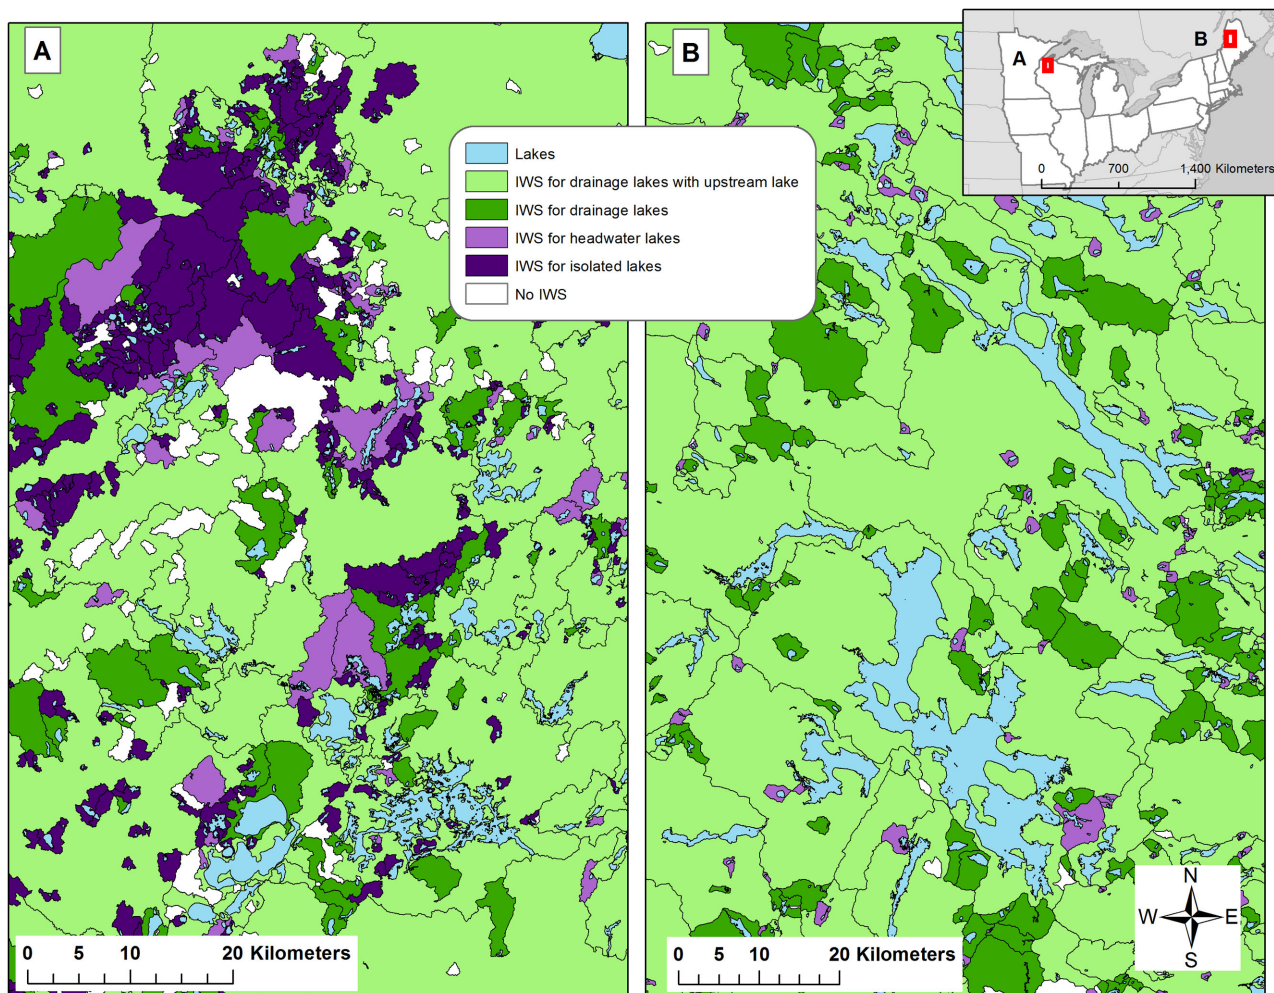 A
B
A
B
0 700 1,400 Kilometers
Lakes
IWS for drainage lakes with upstream lake
IWS for drainage lakes
IWS for headwater lakes
IWS for isolated lakes
No IWS
N
W E
S
0 5 10 20 Kilometers
0 5 10 20 Kilometers